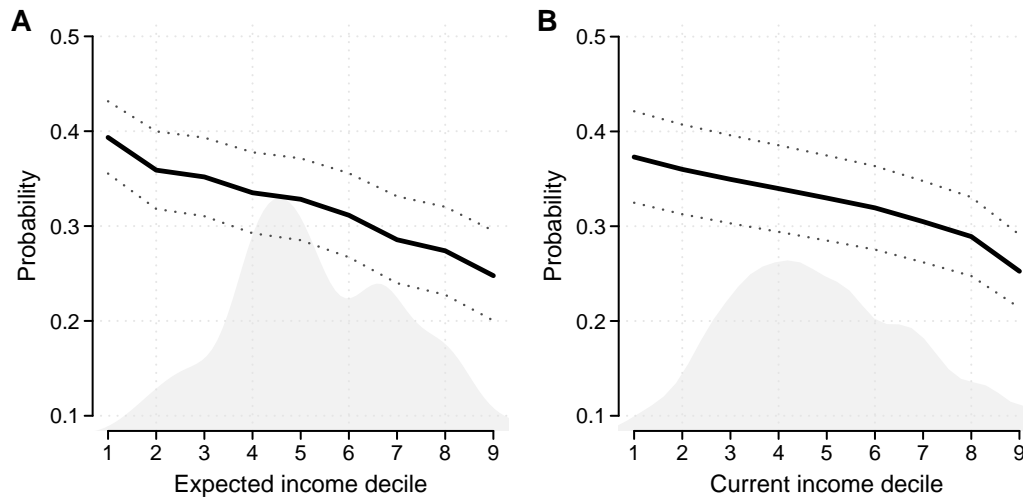 A
B
0.5
0.4
0.3
0.2
0.1
Probability
1 2 3 4 5 6 7 8 9
Expected income decile
0.5
0.4
0.3
0.2
0.1
Probability
1 2 3 4 5 6 7 8 9
Current income decile